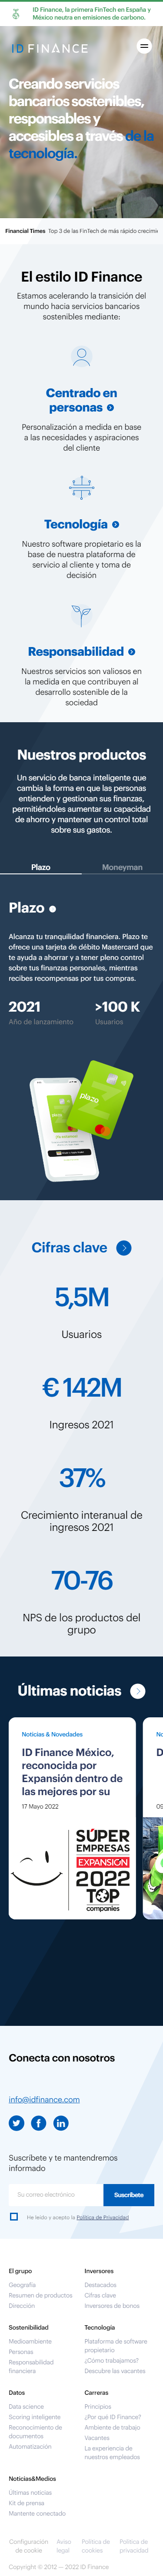 ID Finance, la primera FinTech en España y
México neutra en emisiones de carbono.
ID FINANCE
Creando servicios
bancarios sostenibles,
responsables y
accesibles a través de la
tecnología.
Financial Times Top 3 de las FinTech de más rápido
El estilo ID Finance
Estamos acelerando la transición del
mundo hacia servicios bancarios
sostenibles mediante:
Centrado en
personas
Personalización a medida en base
a las necesidades y aspiraciones
del cliente
Tecnología
Nuestro software propietario es la
base de nuestra plataforma de
servicio al cliente y toma de
decisión
Responsabilidad
Nuestros servicios son valiosos en
la medida en que contribuyen al
desarrollo sostenible de la
sociedad
Nuestros productos
Un servicio de banca inteligente que
cambia la forma en que las personas
entienden y gestionan sus finanzas,
permitiéndoles aumentar su capacidad
de ahorro y mantener un control total
sobre sus gastos.
Plazo
Moneyman
Plazo
Alcanza tu tranquilidad financiera. Plazo te
ofrece una tarjeta de débito Mastercard que
te ayuda a ahorrar y a tener pleno control
sobre tus finanzas personales, mientras
recibes recompensas por tus compras.
2021
Año de lanzamiento
>100 K
Usuarios
plazo
plazo
Cifras clave
5,5M
Usuarios
€ 142M
Ingresos 2021
37%
Crecimiento interanual de
ingresos 2021
70-76
NPS de los productos del
grupo
Últimas noticias
Noticias & Novedades
ID Finance México,
reconocida por
Expansión dentro de
las mejores por su
17 Mayo 2022
SÚPER
EMPRESAS
EXPANSIÓN
2022
TOP
companies
Conecta con nosotros
info@idfinance.com
Suscríbete y te mantendremos
informado
Su correo electrónico
Suscríbete
He leído y acepto la Política de Privacidad
El grupo
Geografía
Resumen de productos
Dirección
Inversores
Destacados
Cifras clave
Inversores de bonos
Sostenibilidad
Medioambiente
Personas
Responsabilidad
financiera
Tecnología
Plataforma de software
propietario
¿Cómo trabajamos?
Descubre las vacantes
Datos
Data science
Scoring inteligente
Reconocimiento de
documentos
Automatización
Carreras
Principios
¿Por qué ID Finance?
Ambiente de trabajo
Vacantes
La experiencia de
nuestros empleados
Noticias&Medios
Últimas noticias
Kit de prensa
Mantente conectado
Configuración
de cookie
Aviso
legal
Política de
cookies
Política de
privacidad
Copyright © 2012 — 2022 ID Finance